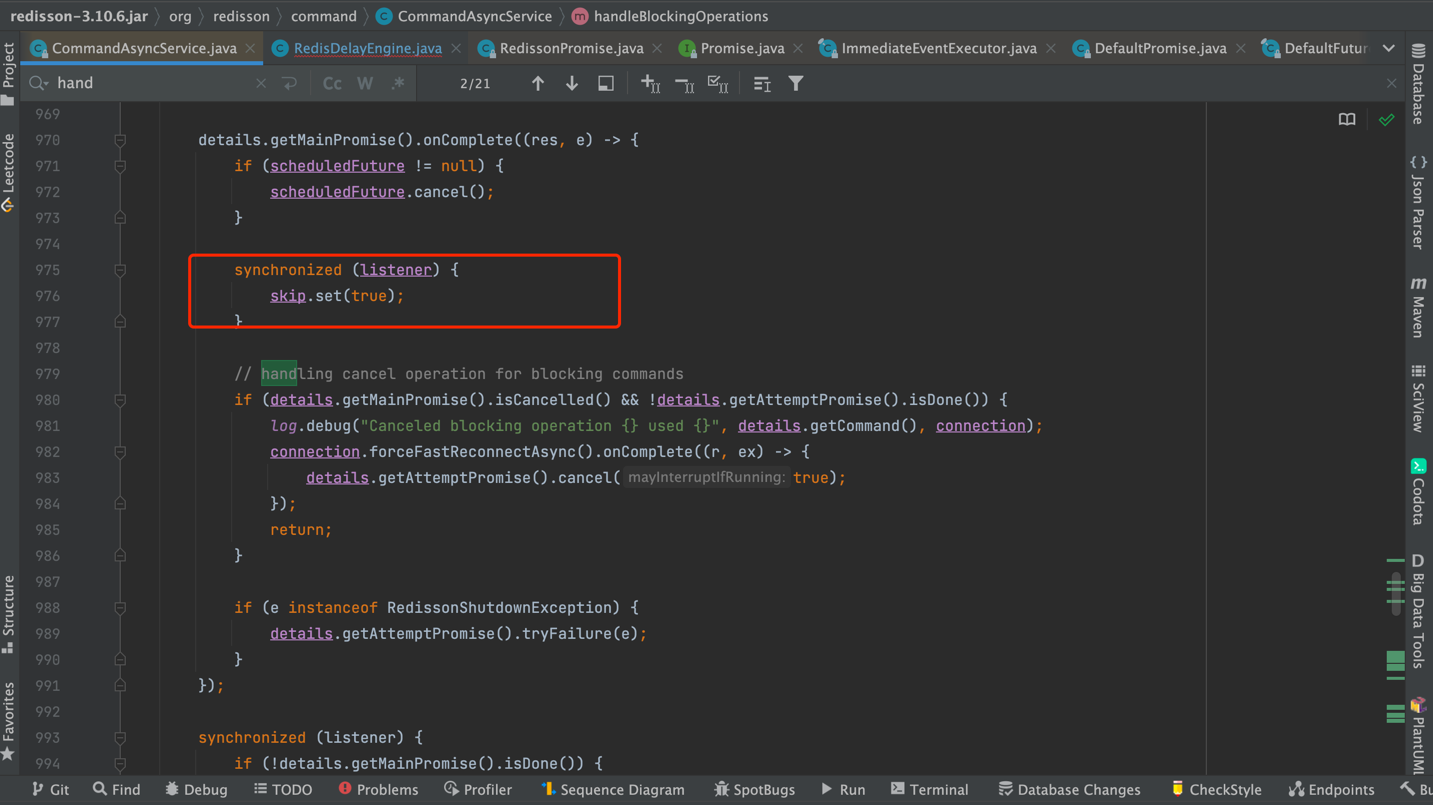 redisson-3.10.6.jar org redisson command CommandAsyncService handleBlockingOperations
CommandAsyncService.java RedisDelayEngine.java RedissonPromise.java Promise.java ImmediateEventExecutor.java DefaultPromise.java DefaultFutur
hand Cc W .* 2/21
Project
Leetcode
Structure
Favorites
969
970 details.getMainPromise().onComplete((res, e) -> {
971 if (scheduledFuture != null) {
972 scheduledFuture.cancel();
973 }
974
975 synchronized (listener) {
976 skip.set(true);
977 }
978
979 // handling cancel operation for blocking commands
980 if (details.getMainPromise().isCancelled() && !details.getAttemptPromise().isDone()) {
981 log.debug("Canceled blocking operation {} used {}", details.getCommand(), connection);
982 connection.forceFastReconnectAsync().onComplete((r, ex) -> {
983 details.getAttemptPromise().cancel( mayInterruptIfRunning: true);
984 });
985 return;
986 }
987
988 if (e instanceof RedissonShutdownException) {
989 details.getAttemptPromise().tryFailure(e);
990 }
991 });
992
993 synchronized (listener) {
994 if (!details.getMainPromise().isDone()) {
Database
Json Parser
Maven
SciView
Codota
Big Data Tools
PlantUML
Git Find Debug TODO Problems Profiler Sequence Diagram SpotBugs Run Terminal Database Changes CheckStyle Endpoints Bu